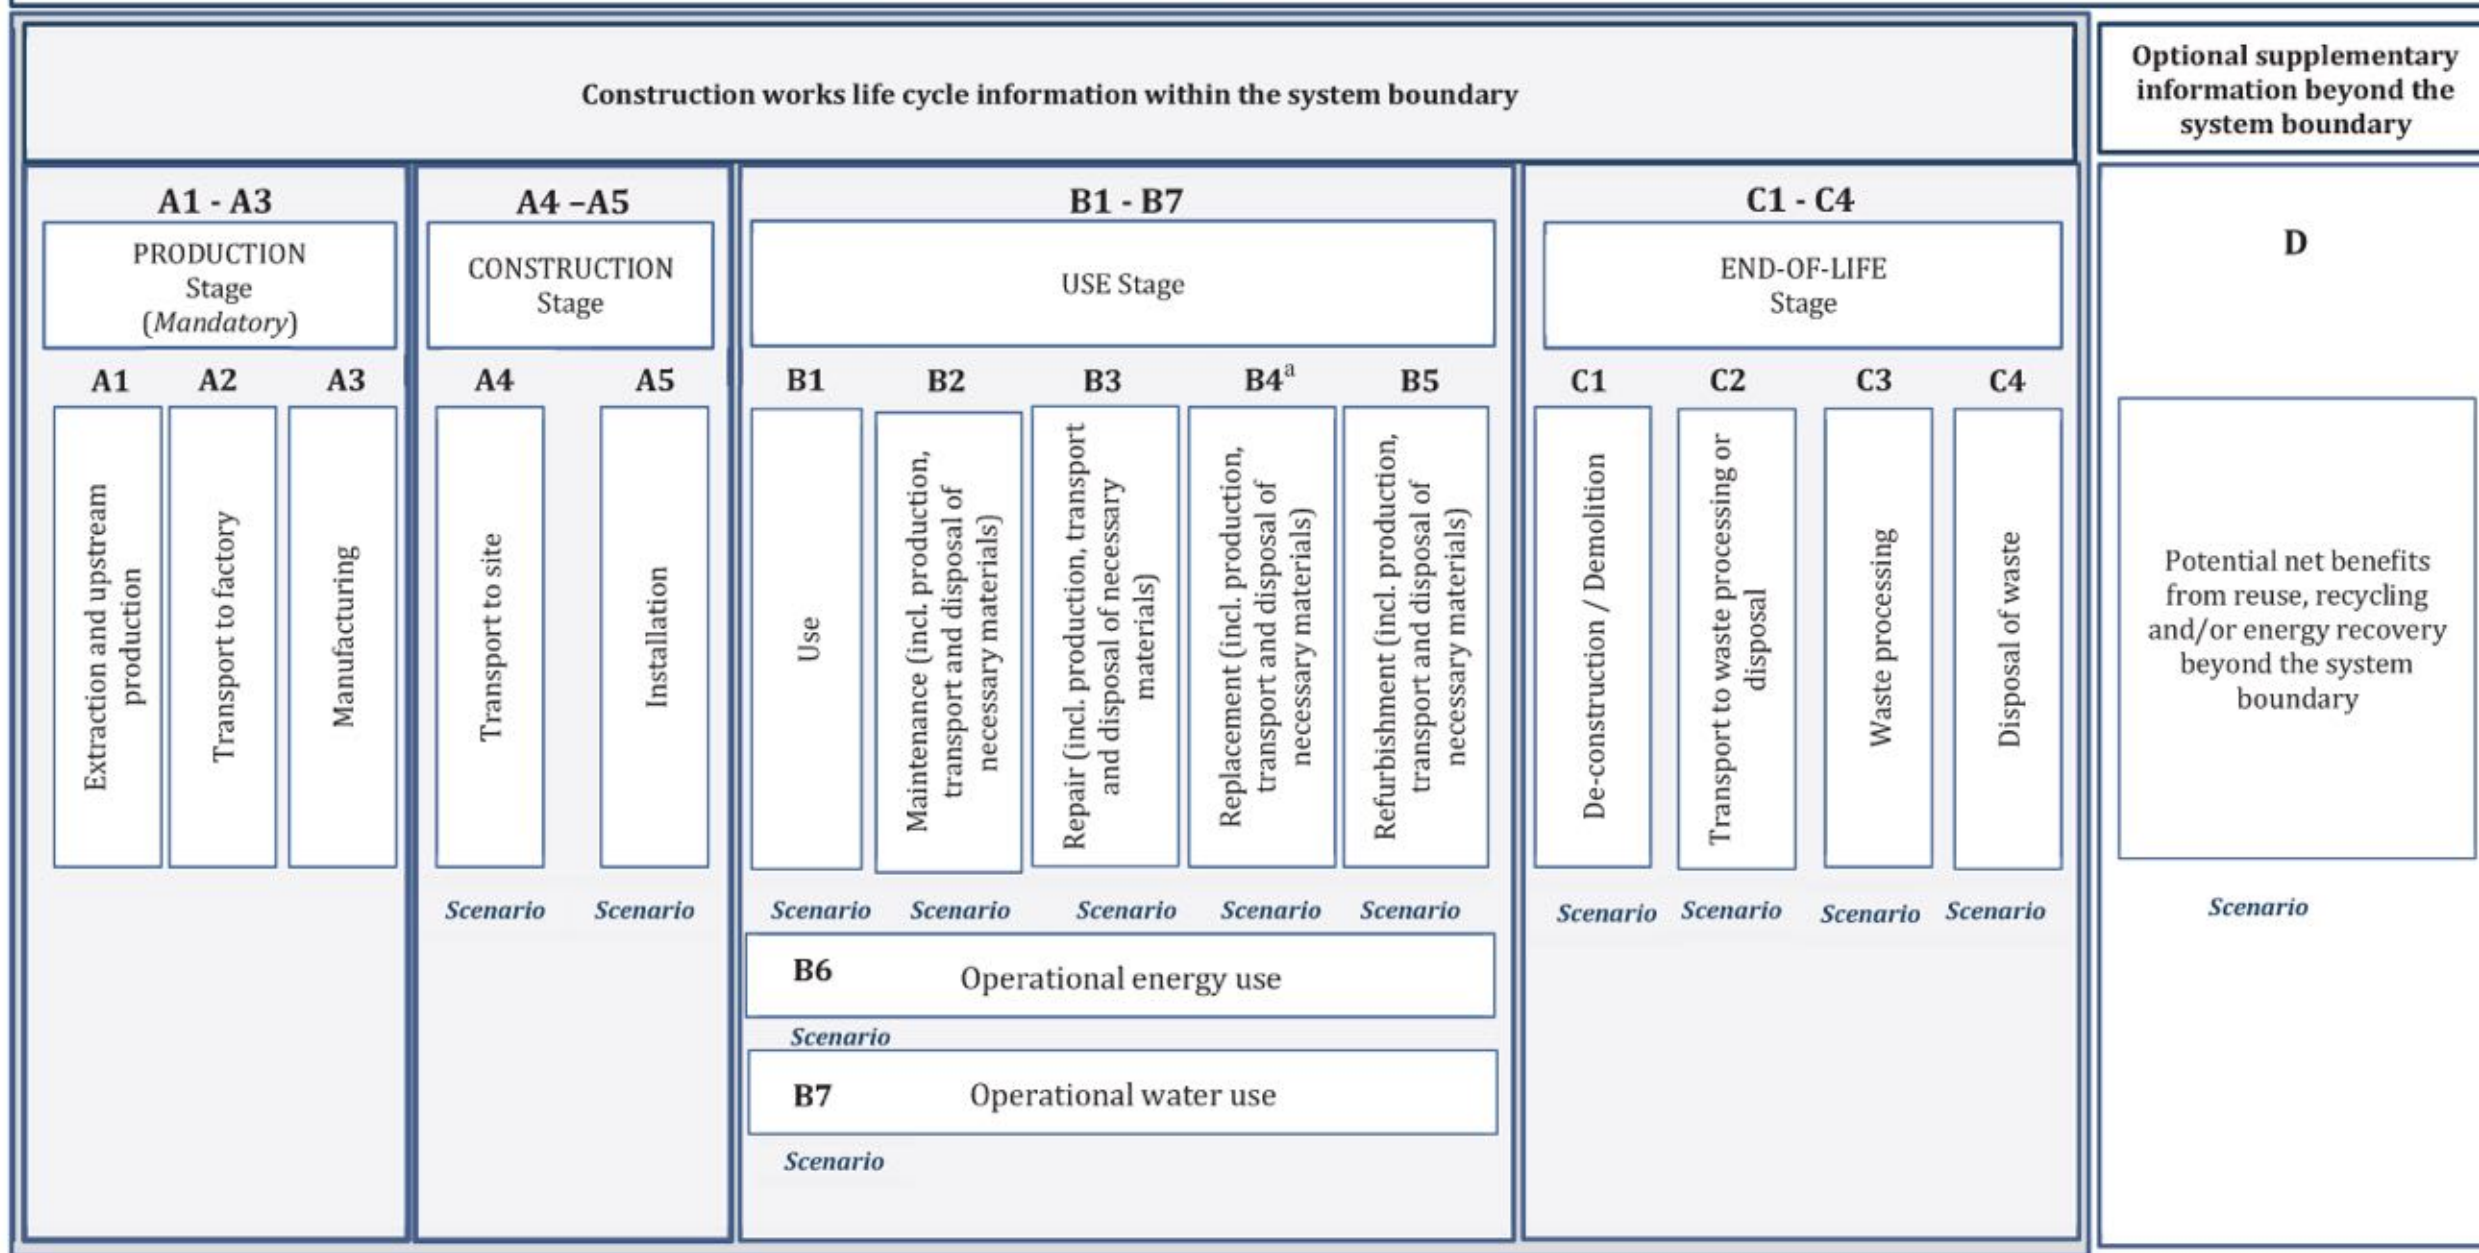 Construction works life cycle information within the system boundary
Optional supplementary
information beyond the
system boundary
A1 - A3
PRODUCTION
Stage
(Mandatory)
A4 –A5
CONSTRUCTION
Stage
B1 - B7
USE Stage
C1 - C4
END-OF-LIFE
Stage
D
A1
A2
A3
A4
A5
B1
B2
B3
B4a
B5
C1
C2
C3
C4
Extraction and upstream
production
Transport to factory
Manufacturing
Transport to site
Installation
Use
Maintenance (incl. production,
transport and disposal of
necessary materials)
Repair (incl. production, transport
and disposal of necessary
materials)
Replacement (incl. production,
transport and disposal of
necessary materials)
Refurbishment (incl. production,
transport and disposal of
necessary materials)
De-construction / Demolition
Transport to waste processing or
disposal
Waste processing
Disposal of waste
Potential net benefits
from reuse, recycling
and/or energy recovery
beyond the system
boundary
Scenario
Scenario
Scenario
Scenario
Scenario
Scenario
Scenario
Scenario
Scenario
Scenario
Scenario
Scenario
B6 Operational energy use
Scenario
B7 Operational water use
Scenario